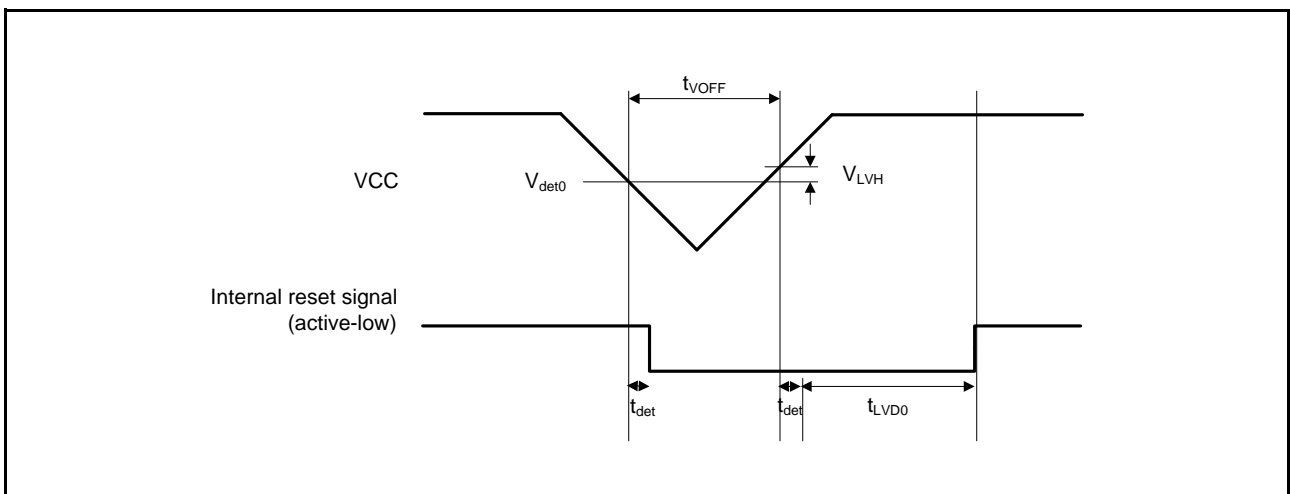 tVOFF
VCC
Vdet0
VLVH
Internal reset signal
(active-low)
tdet
tdet
tLVD0